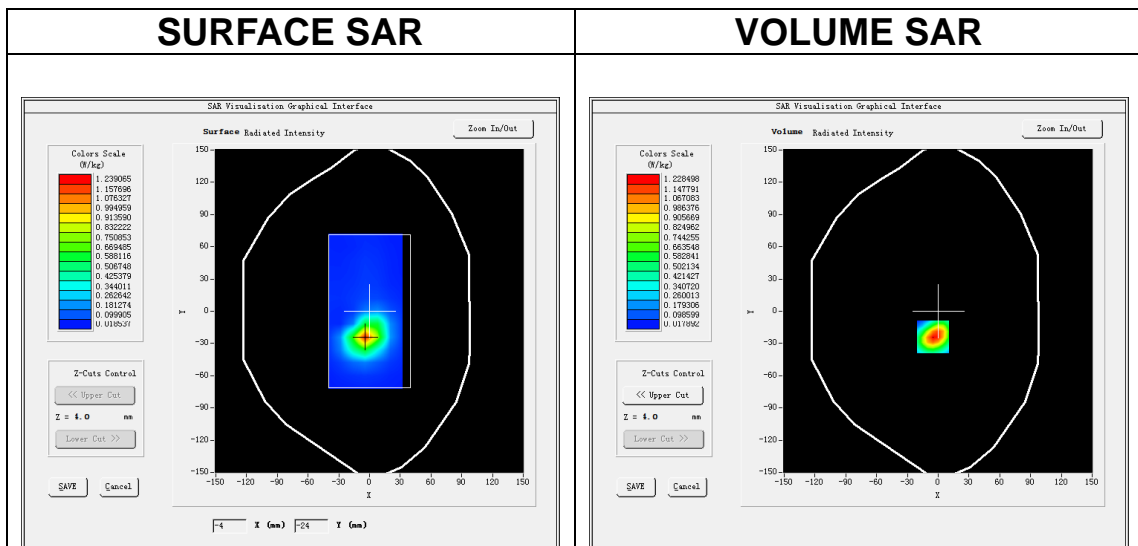 SURFACE SAR
VOLUME SAR
SAR Visualisation Graphical Interface
Surface Radiated Intensity
Zoom In/Out
Colors Scale
(W/kg)
1.239065
1.157696
1.076327
0.994959
0.913590
0.832222
0.750853
0.669485
0.588116
0.506748
0.425379
0.344011
0.262642
0.181274
0.099905
0.018537
150
120
90
60
30
0
-30
-60
-90
-120
-150
Y
-150 -120 -90 -60 -30 0 30 60 90 120 150
X
Z-Cuts Control
<< Upper Cut
Z = 4.0 mm
Lower Cut >>
SAVE Cancel
-4 X (mm) -24 Y (mm)
SAR Visualisation Graphical Interface
Volume Radiated Intensity
Zoom In/Out
Colors Scale
(W/kg)
1.228498
1.147791
1.067083
0.986376
0.905669
0.824962
0.744255
0.663548
0.582841
0.502134
0.421427
0.340720
0.260013
0.179306
0.098599
0.017892
150
120
90
60
30
0
-30
-60
-90
-120
-150
Y
-150 -120 -90 -60 -30 0 30 60 90 120 150
X
Z-Cuts Control
<< Upper Cut
Z = 4.0 mm
Lower Cut >>
SAVE Cancel